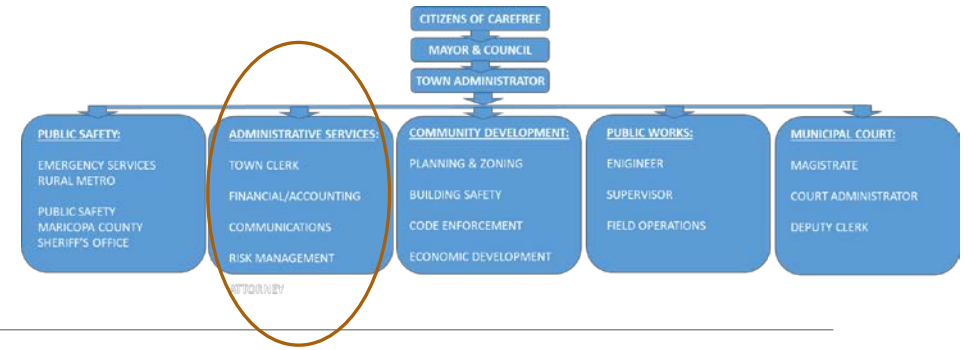 CITIZENS OF CAREFREE
MAYOR & COUNCIL
TOWN ADMINISTRATOR
PUBLIC SAFETY:
EMERGENCY SERVICES
RURAL METRO
PUBLIC SAFETY
MARICOPA COUNTY
SHERIFF'S OFFICE
ADMINISTRATIVE SERVICES:
TOWN CLERK
FINANCIAL/ACCOUNTING
COMMUNICATIONS
RISK MANAGEMENT
ATTORNEY
COMMUNITY DEVELOPMENT:
PLANNING & ZONING
BUILDING SAFETY
CODE ENFORCEMENT
ECONOMIC DEVELOPMENT
PUBLIC WORKS:
ENIGINEER
SUPERVISOR
FIELD OPERATIONS
MUNICIPAL COURT:
MAGISTRATE
COURT ADMINISTRATOR
DEPUTY CLERK